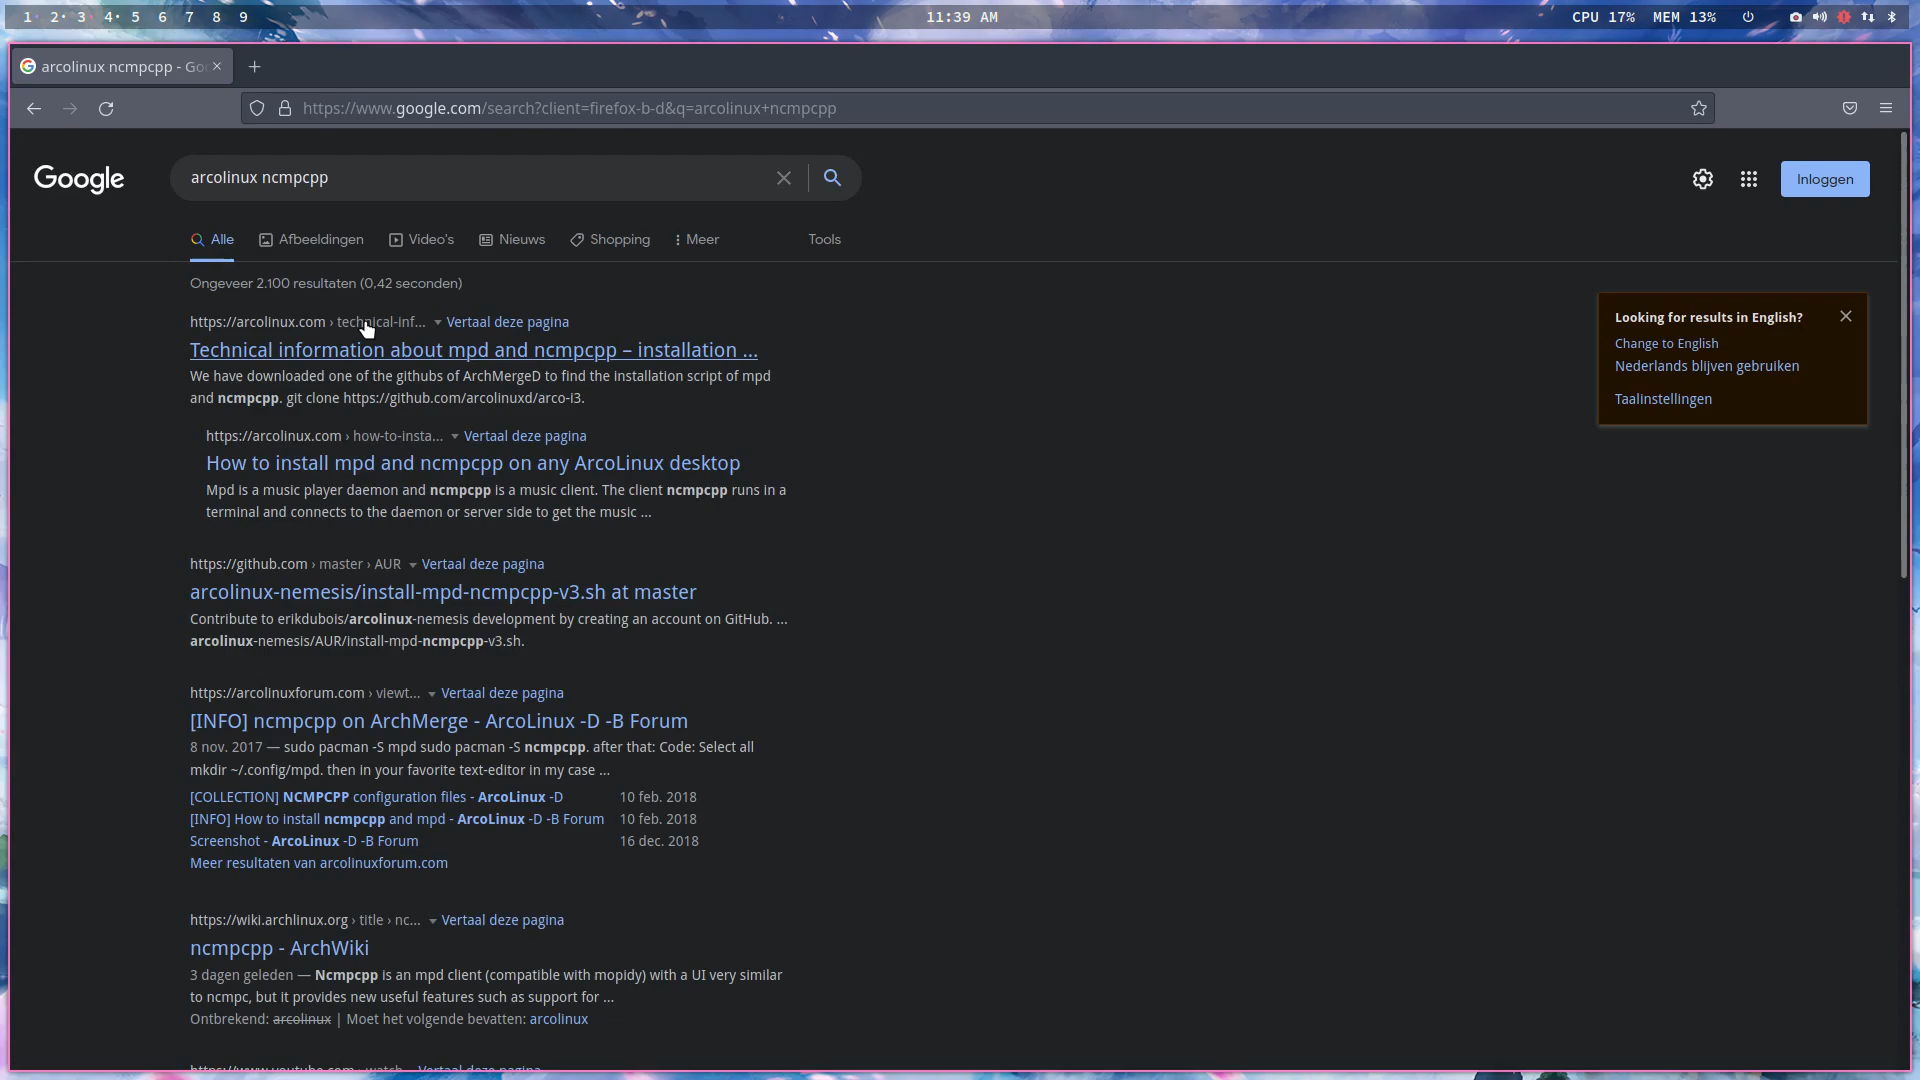 1 2 3 4 5 6 7 8 9
11:39 AM
CPU 17% MEM 13%
arcolinux ncmpcpp - Go
https://www.google.com/search?client=firefox-b-d&q=arcolinux+ncmpcpp
Google
arcolinux ncmpcpp
Inloggen
Alle Afbeeldingen Video's Nieuws Shopping Meer Tools
Ongeveer 2.100 resultaten (0,42 seconden)
https://arcolinux.com › technical-inf... Vertaal deze pagina
Technical information about mpd and ncmpcpp – installation ...
We have downloaded one of the githubs of ArchMergeD to find the installation script of mpd
and ncmpcpp. git clone https://github.com/arcolinuxd/arco-i3.
https://arcolinux.com › how-to-insta... Vertaal deze pagina
How to install mpd and ncmpcpp on any ArcoLinux desktop
Mpd is a music player daemon and ncmpcpp is a music client. The client ncmpcpp runs in a
terminal and connects to the daemon or server side to get the music ...
https://github.com › master › AUR Vertaal deze pagina
arcolinux-nemesis/install-mpd-ncmpcpp-v3.sh at master
Contribute to erikdubois/arcolinux-nemesis development by creating an account on GitHub. ...
arcolinux-nemesis/AUR/install-mpd-ncmpcpp-v3.sh.
https://arcolinuxforum.com › viewt... Vertaal deze pagina
[INFO] ncmpcpp on ArchMerge - ArcoLinux -D -B Forum
8 nov. 2017 — sudo pacman -S mpd sudo pacman -S ncmpcpp. after that: Code: Select all
mkdir ~/.config/mpd. then in your favorite text-editor in my case ...
[COLLECTION] NCMPCPP configuration files - ArcoLinux -D 10 feb. 2018
[INFO] How to install ncmpcpp and mpd - ArcoLinux -D -B Forum 10 feb. 2018
Screenshot - ArcoLinux -D -B Forum 16 dec. 2018
Meer resultaten van arcolinuxforum.com
https://wiki.archlinux.org › title › nc... Vertaal deze pagina
ncmpcpp - ArchWiki
3 dagen geleden — Ncmpcpp is an mpd client (compatible with mopidy) with a UI very similar
to ncmpc, but it provides new useful features such as support for ...
Ontbrekend: arcolinux | Moet het volgende bevatten: arcolinux
https://www.youtube.com › watch... Vertaal deze pagina
Looking for results in English?
Change to English
Nederlands blijven gebruiken
Taalinstellingen